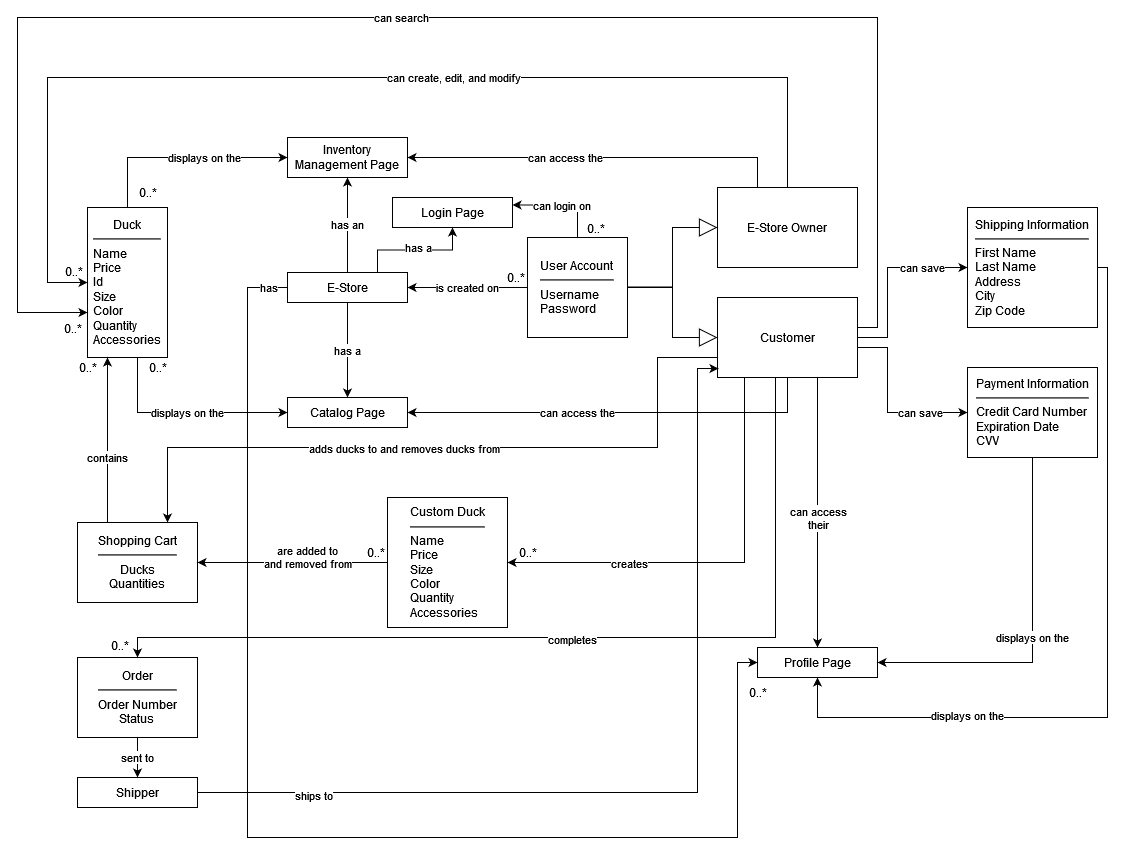 can search
can create, edit, and modify
Inventory
Management Page
displays on the
can access the
0..*
Login Page
can login on
0..*
has an
has a
Duck
Name
Price
Id
Size
Color
Quantity
Accessories
0..*
0..*
0..*
0..*
E-Store Owner
Shipping Information
First Name
Last Name
Address
City
Zip Code
User Account
Username
Password
0..*
is created on
E-Store
has
can save
Customer
has a
Payment Information
Credit Card Number
Expiration Date
CVV
can save
displays on the
Catalog Page
can access the
adds ducks to and removes ducks from
contains
Custom Duck
Name
Price
Size
Color
Quantity
Accessories
can access
their
Shopping Cart
Ducks
Quantities
are added to
and removed from
0..*
0..*
creates
completes
displays on the
0..*
Order
Order Number
Status
Profile Page
0..*
displays on the
sent to
Shipper
ships to